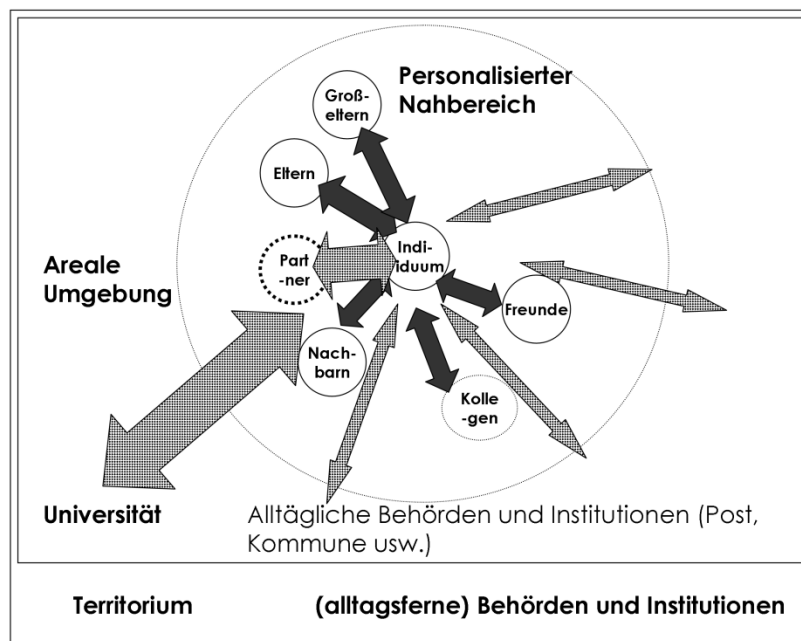 Personalisierter
Nahbereich
Groß-
eltern
Eltern
Indi-
iduum
Areale
Umgebung
Part
-ner
Freunde
Nach-
barn
Kolle
-gen
Universität
Alltägliche Behörden und Institutionen (Post,
Kommune usw.)
Territorium
(alltagsferne) Behörden und Institutionen